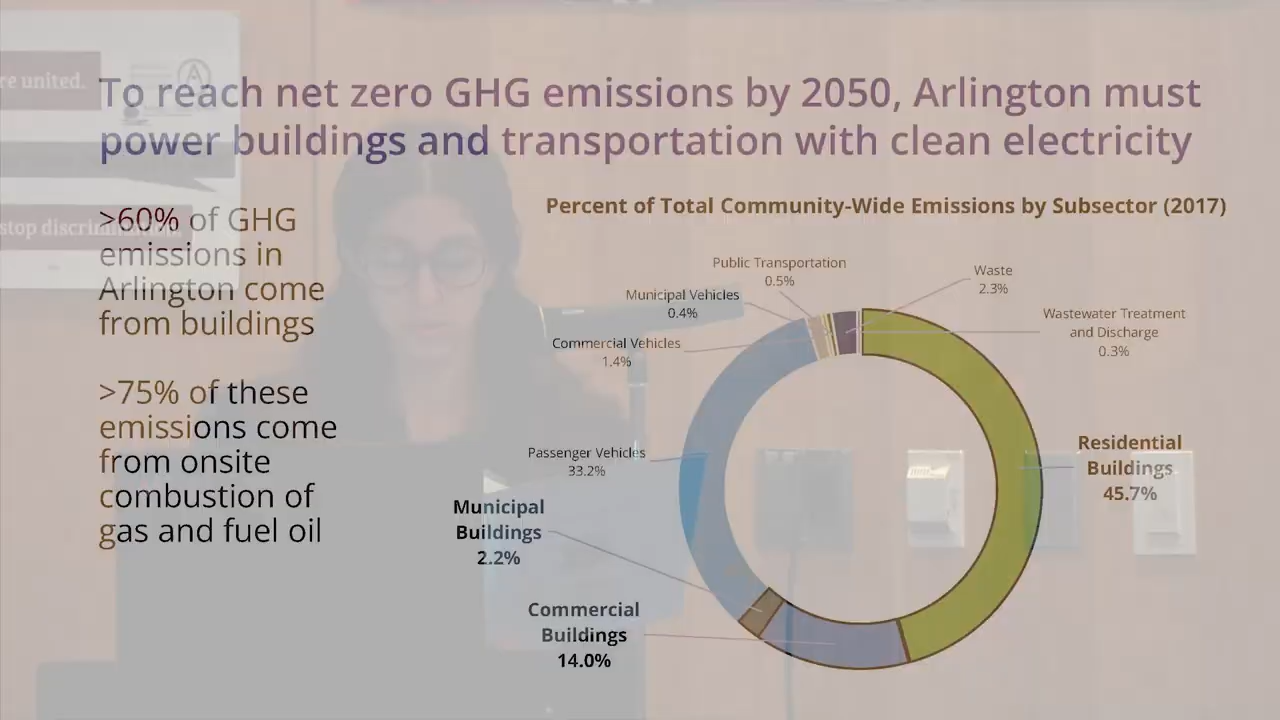 re united.
To reach net zero GHG emissions by 2050, Arlington must
power buildings and transportation with clean electricity
>60% of GHG
emissions in
Arlington come
from buildings
stop discrimination.
>75% of these
emissions come
from onsite
combustion of
gas and fuel oil
Percent of Total Community-Wide Emissions by Subsector (2017)
Public Transportation
0.5%
Waste
2.3%
Municipal Vehicles
0.4%
Wastewater Treatment
and Discharge
0.3%
Commercial Vehicles
1.4%
Residential
Buildings
45.7%
Passenger Vehicles
33.2%
Municipal
Buildings
2.2%
Commercial
Buildings
14.0%